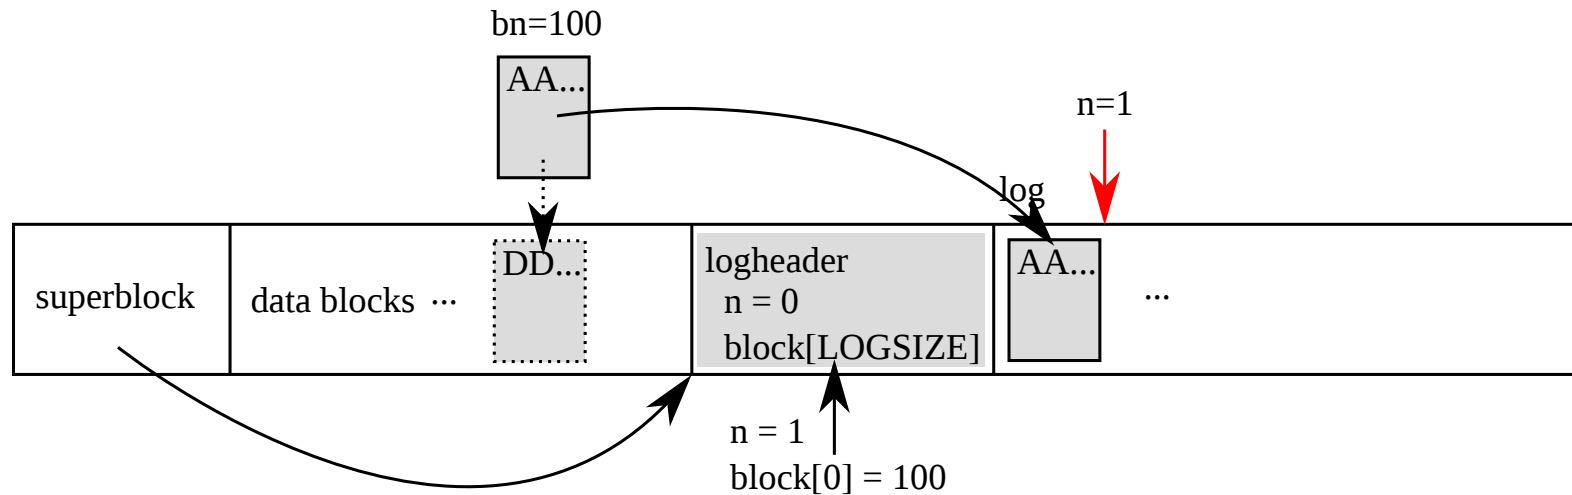 bn=100
AA...
n=1
log
superblock
data blocks ...
DD...
logheader
n = 0
block[LOGSIZE]
AA...
...
n = 1
block[0] = 100